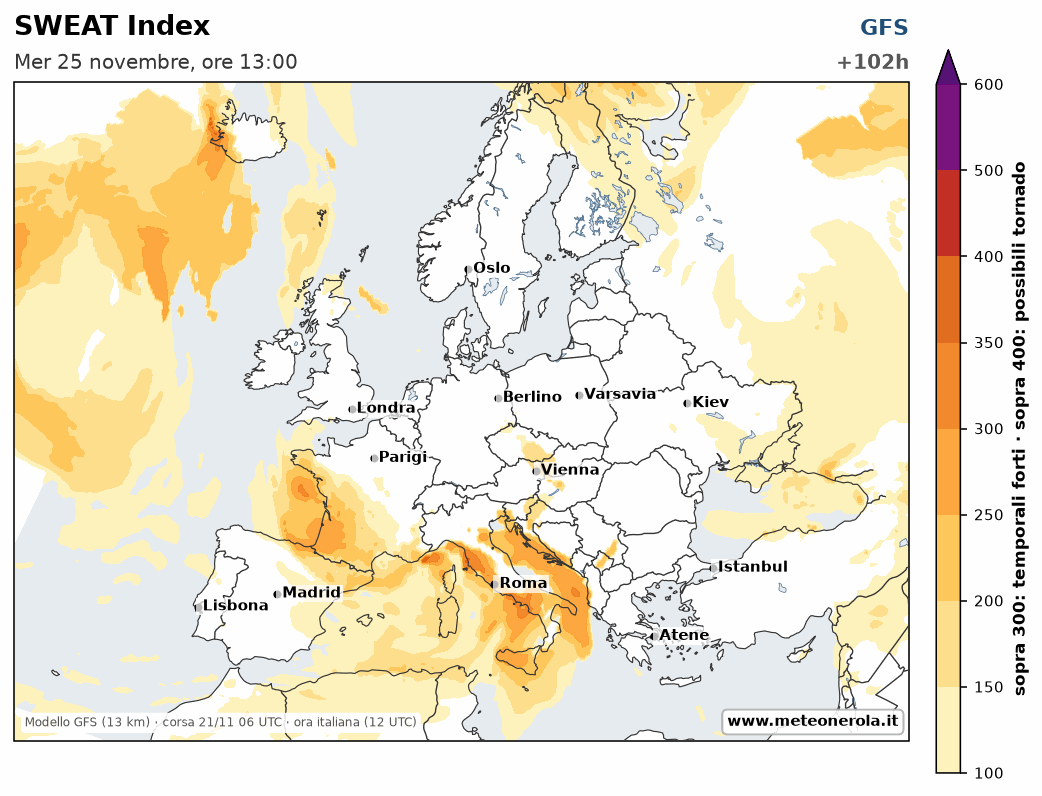 SWEAT Index
GFS
Mer 25 novembre, ore 13:00
+102h
600
500
400
350
300
250
200
150
100
sopra 300: temporali forti · sopra 400: possibili tornado
Oslo
Londra
Berlino
Varsavia
Kiev
Parigi
Vienna
Istanbul
Roma
Madrid
Lisbona
Atene
Modello GFS (13 km) · corsa 21/11 06 UTC · ora italiana (12 UTC)
www.meteonerola.it